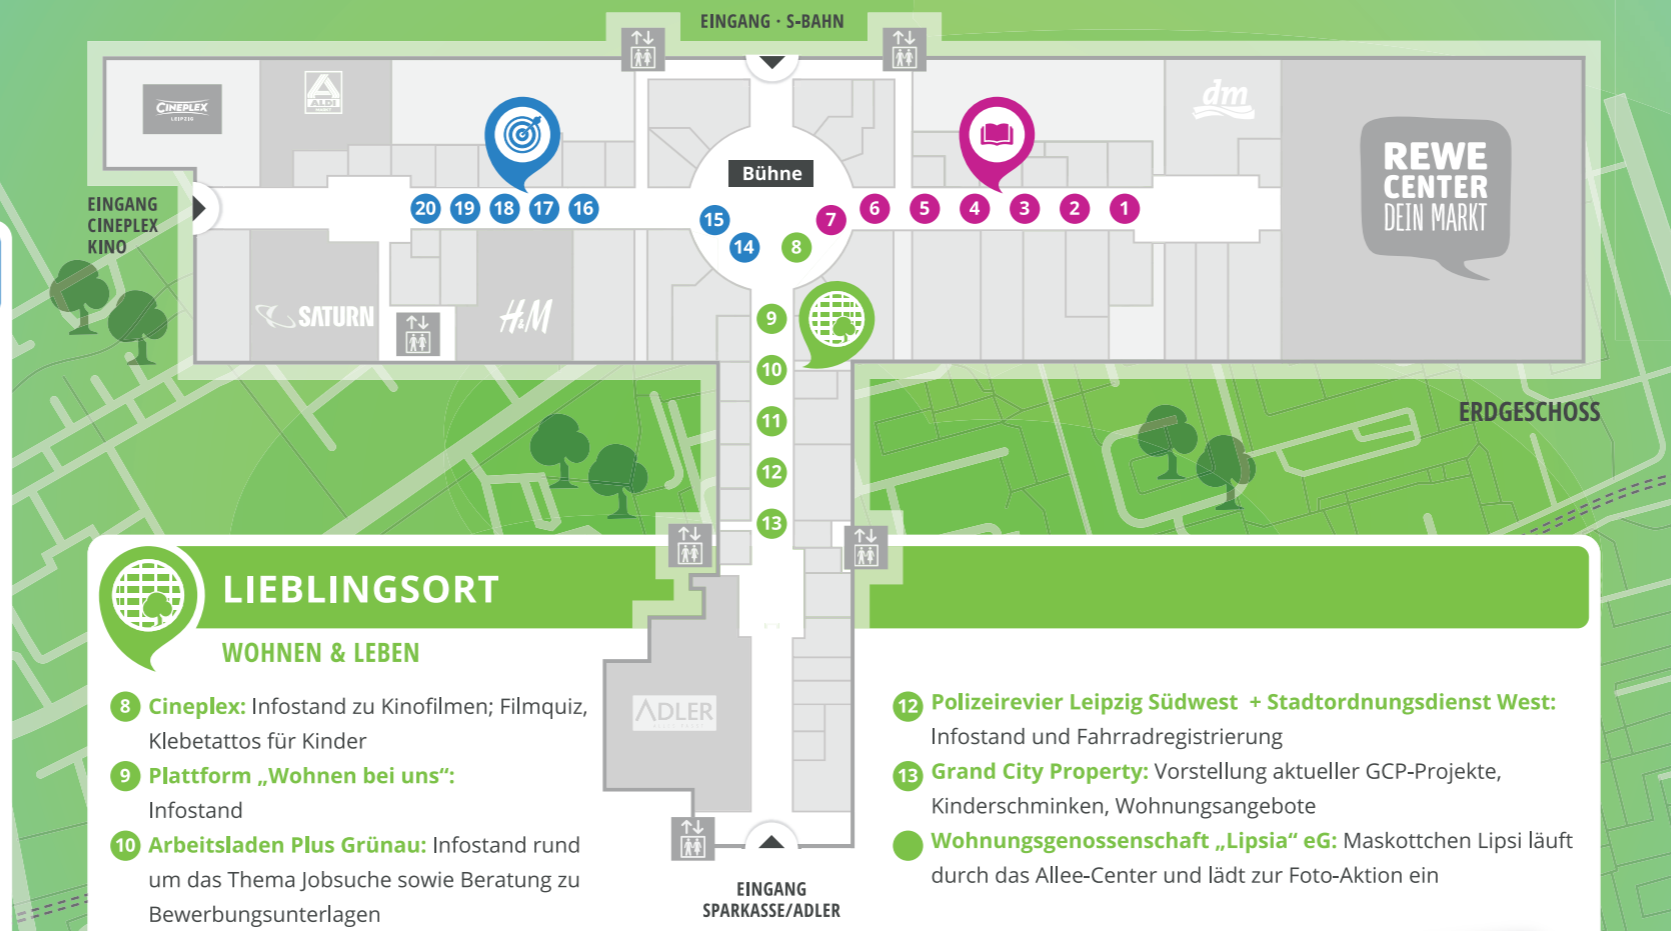 EINGANG · S-BAHN
CINEPLEX
LEIPZIG
ALDI
MARKT
dm
Bühne
REWE
CENTER
DEIN MARKT
EINGANG
CINEPLEX
KINO
20 19 18 17 16
15 14 8 7
6 5 4 3 2 1
SATURN
H&M
9
10
11
12
13
ERDGESCHOSS
LIEBLINGSORT
WOHNEN & LEBEN
8 Cineplex: Infostand zu Kinofilmen; Filmquiz,
Klebetattos für Kinder
9 Plattform „Wohnen bei uns“:
Infostand
10 Arbeitsladen Plus Grünau: Infostand rund
um das Thema Jobsuche sowie Beratung zu
Bewerbungsunterlagen
ADLER
EINGANG
SPARKASSE/ADLER
12 Polizeirevier Leipzig Südwest + Stadtordnungsdienst West:
Infostand und Fahrradregistrierung
13 Grand City Property: Vorstellung aktueller GCP-Projekte,
Kinderschminken, Wohnungsangebote
Wohnungsgenossenschaft „Lipsia“ eG: Maskottchen Lipsi läuft
durch das Allee-Center und lädt zur Foto-Aktion ein